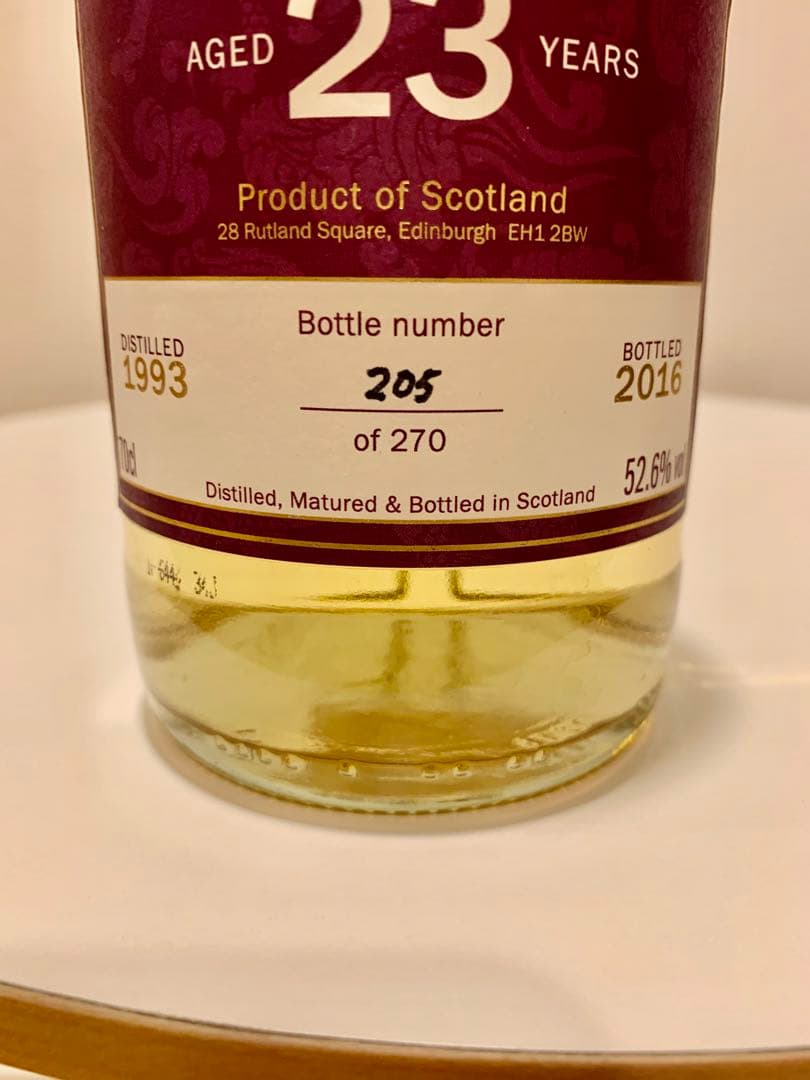 AGED 23 YEARS
Product of Scotland
28 Rutland Square, Edinburgh EH1 2BW
Bottle number
DISTILLED
1993
205
BOTTLED
2016
of 270
70cl
52.6% vol
Distilled, Matured & Bottled in Scotland